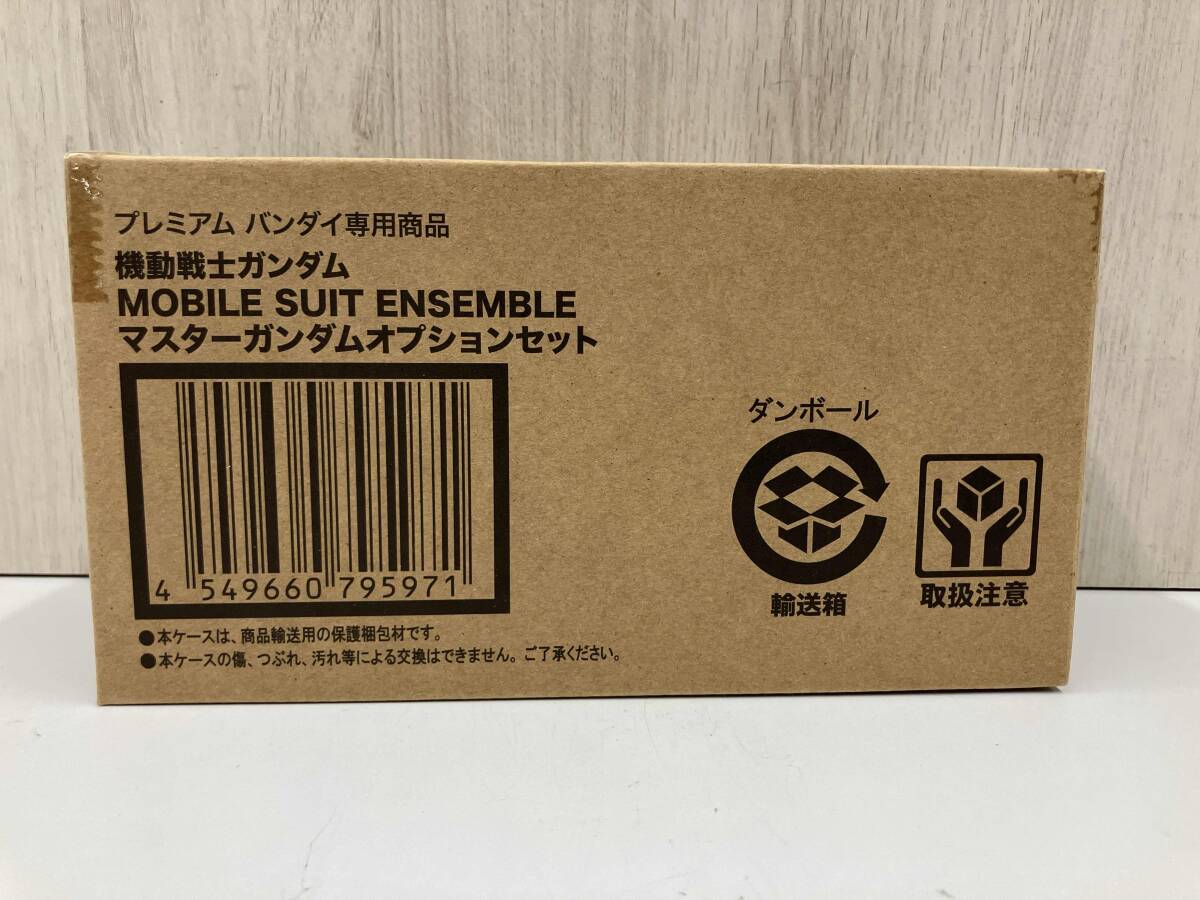 プレミアム バンダイ専用商品
機動戦士ガンダム
MOBILE SUIT ENSEMBLE
マスターガンダムオプションセット
4 549660 795971
●本ケースは、商品輸送用の保護梱包材です。
●本ケースの傷、つぶれ、汚れ等による交換はできません。ご了承ください。
ダンボール
輸送箱
取扱注意